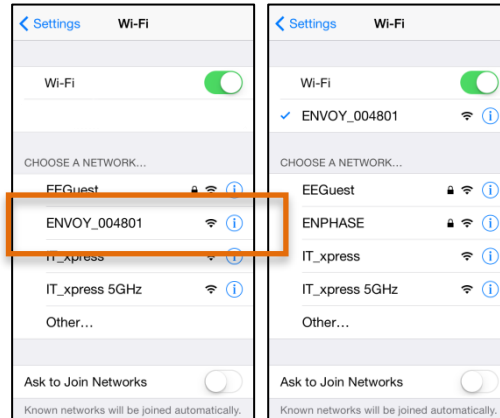 Settings Wi-Fi
Wi-Fi
CHOOSE A NETWORK...
EEGuest
ENVOY_004801
IT_xpress
IT_xpress 5GHz
Other...
Ask to Join Networks
Known networks will be joined automatically.
Settings Wi-Fi
Wi-Fi
ENVOY_004801
CHOOSE A NETWORK...
EEGuest
ENPHASE
IT_xpress
IT_xpress 5GHz
Other...
Ask to Join Networks
Known networks will be joined automatically.